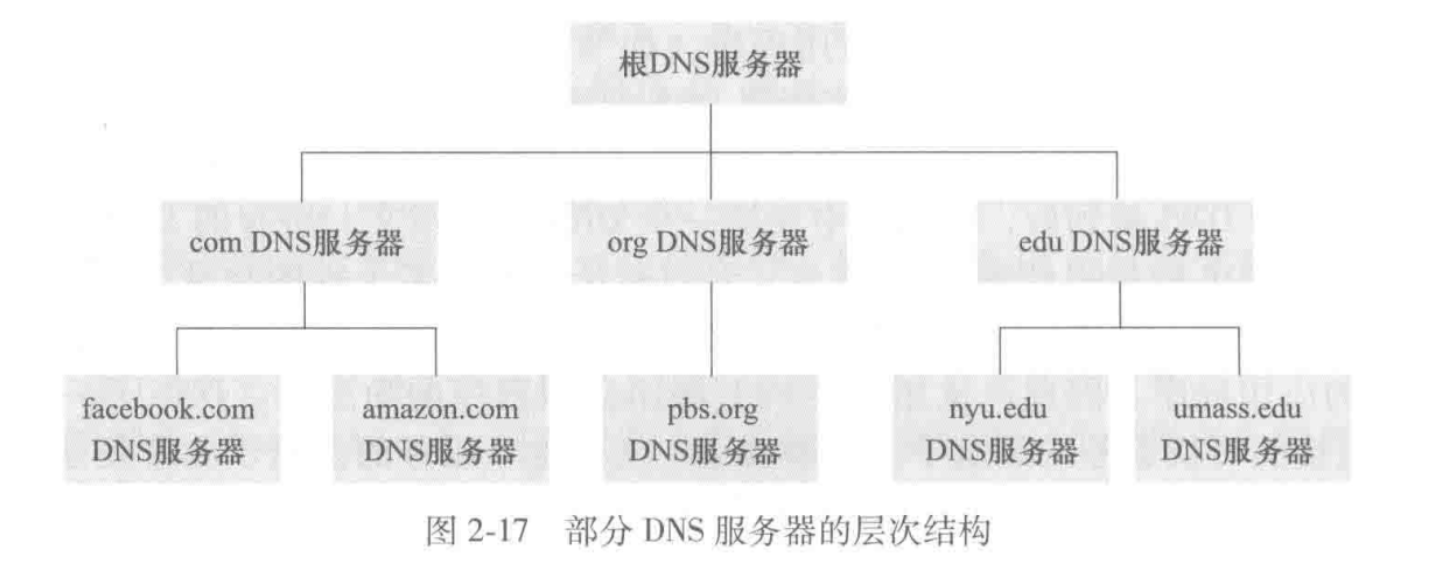 根DNS服务器
com DNS服务器
org DNS服务器
edu DNS服务器
facebook.com
DNS服务器
amazon.com
DNS服务器
pbs.org
DNS服务器
nyu.edu
DNS服务器
umass.edu
DNS服务器
图 2-17 部分 DNS 服务器的层次结构